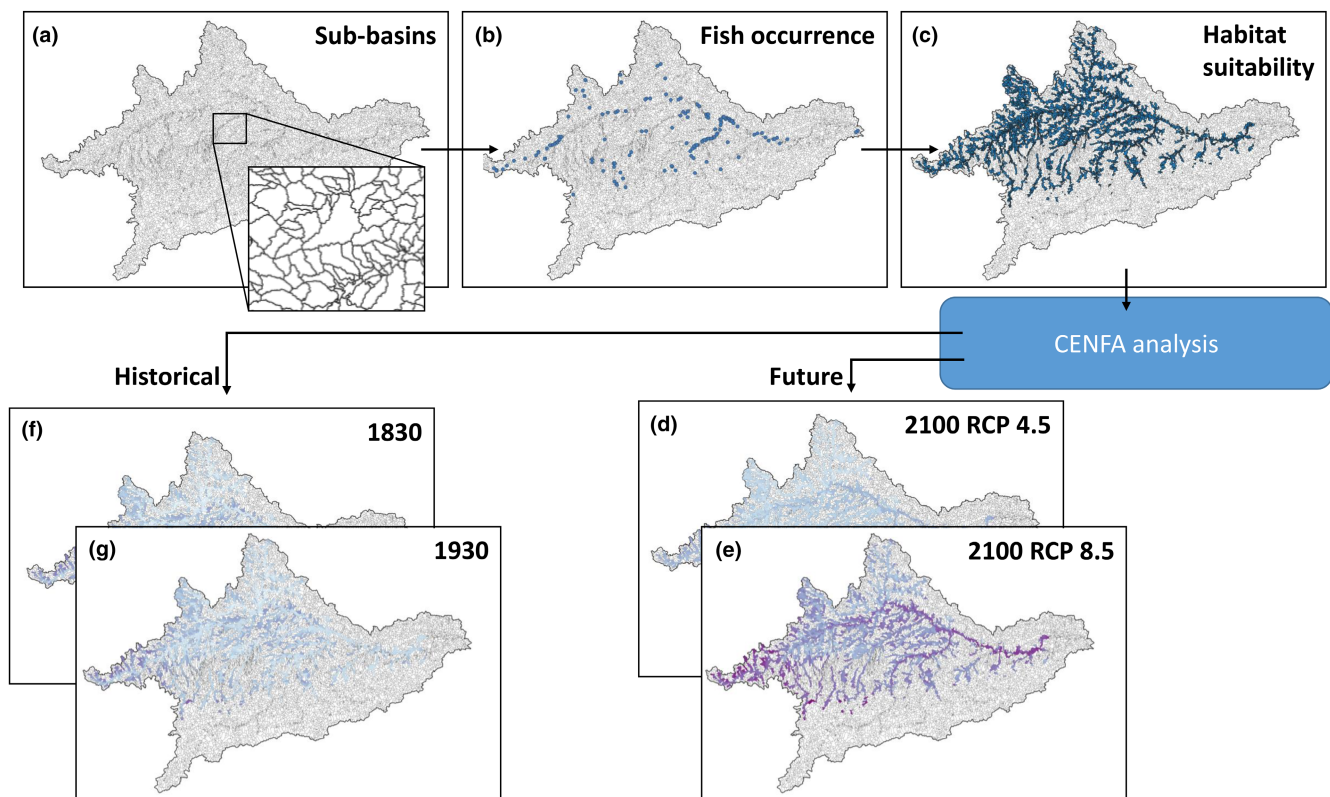 (a)
Sub-basins
(b)
Fish occurrence
(c)
Habitat
suitability
CENFA analysis
Historical
Future
(f)
1830
(d)
2100 RCP 4.5
(g)
1930
(e)
2100 RCP 8.5